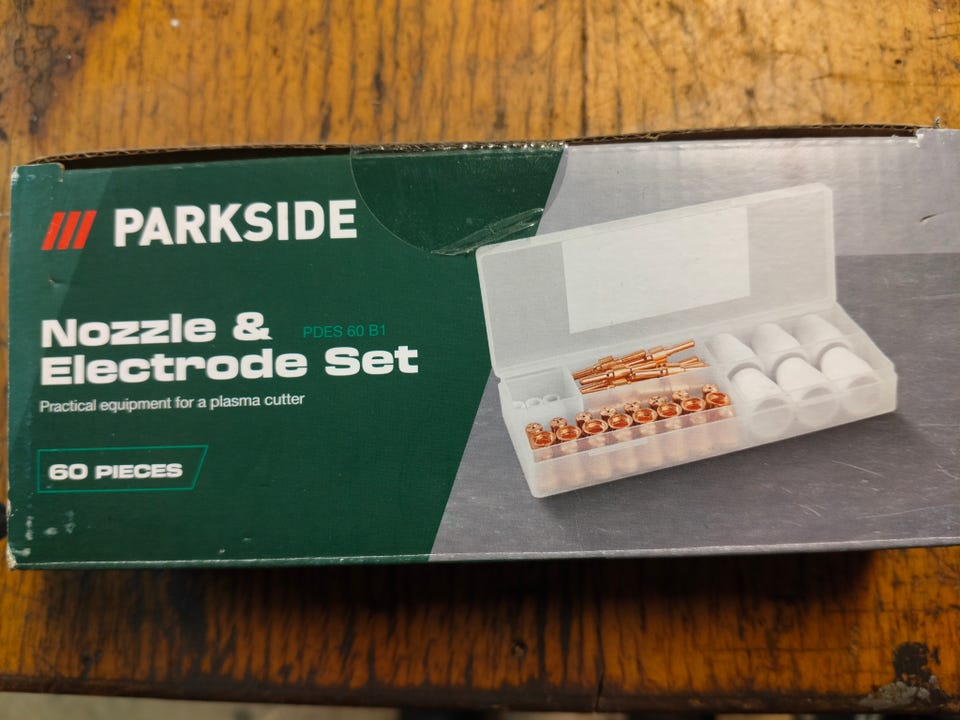 PARKSIDE
Nozzle & PDES 60 B1
Electrode Set
Practical equipment for a plasma cutter
60 PIECES